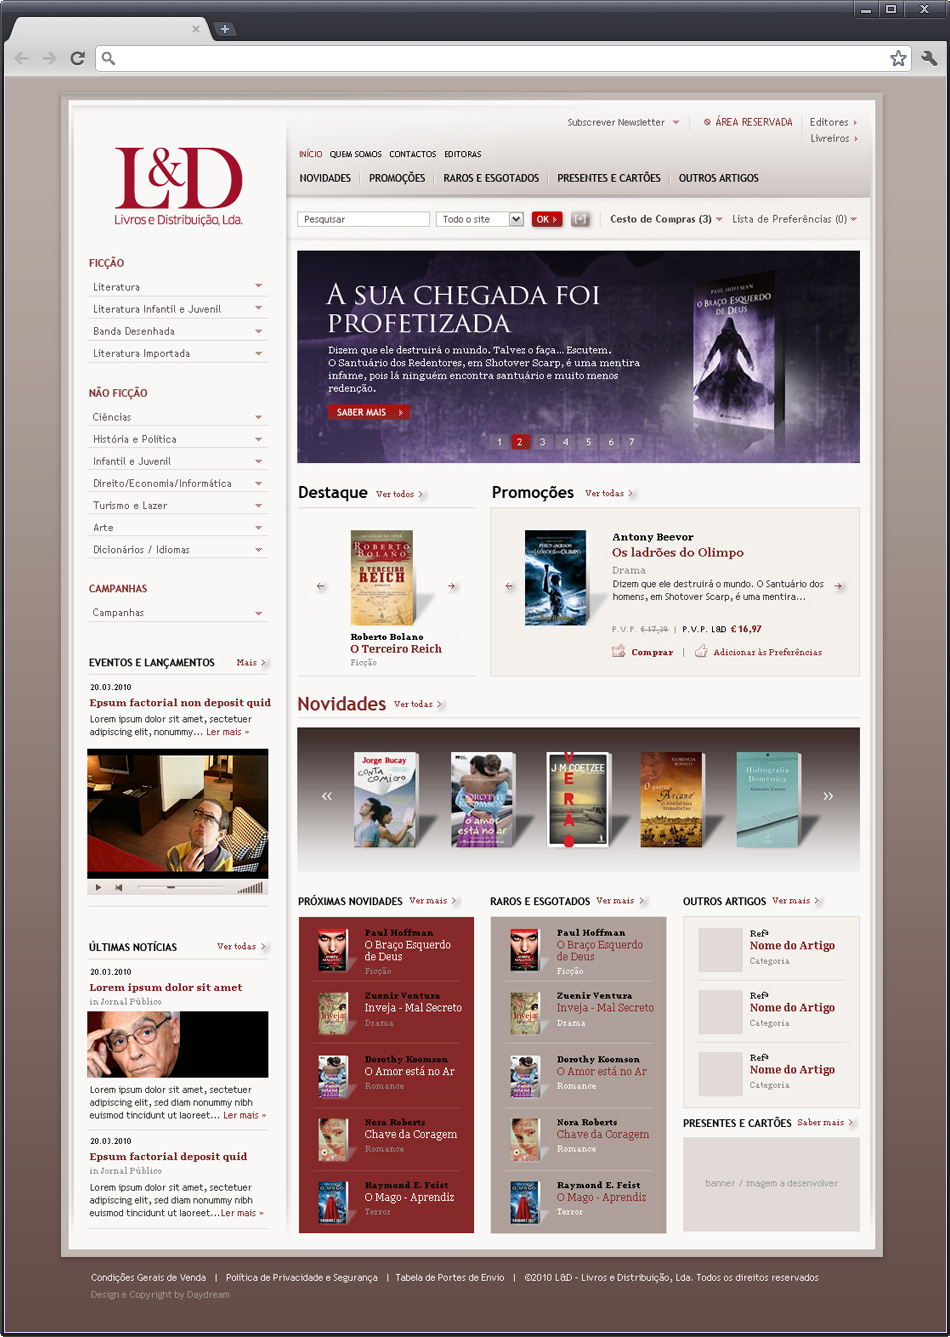 Subscrever Newsletter
ÁREA RESERVADA
Editores
Livreiros
L&D
Livros e Distribuição, Lda.
INÍCIO QUEM SOMOS CONTACTOS EDITORAS
NOVIDADES PROMOÇÕES RAROS E ESGOTADOS PRESENTES E CARTÕES OUTROS ARTIGOS
Pesquisar
Todo o site
OK
[+]
Cesto de Compras (3)
Lista de Preferências (0)
FICÇÃO
Literatura
Literatura Infantil e Juvenil
Banda Desenhada
Literatura Importada
NÃO FICÇÃO
Ciências
História e Política
Infantil e Juvenil
Direito/Economia/Informática
Turismo e Lazer
Arte
Dicionários / Idiomas
CAMPANHAS
Campanhas
EVENTOS E LANÇAMENTOS Mais
20.03.2010
Epsum factorial non deposit quid
Lorem ipsum dolor sit amet, sectetuer
adipiscing elit, nonummy... Ler mais »
ÚLTIMAS NOTÍCIAS Ver todas
20.03.2010
Lorem ipsum dolor sit amet
in Jornal Público
Lorem ipsum dolor sit amet, sectetuer
adipiscing elit, sed diam nonummy nibh
euismod tincidunt ut laoreet... Ler mais »
20.03.2010
Epsum factorial deposit quid
in Jornal Público
Lorem ipsum dolor sit amet, sectetuer
adipiscing elit, sed diam nonummy nibh
euismod tincidunt ut laoreet...Ler mais »
A SUA CHEGADA FOI
PROFETIZADA
Dizem que ele destruirá o mundo. Talvez o faça... Escutem.
O Santuário dos Redentores, em Shotover Scarp, é uma mentira
infame, pois lá ninguém encontra santuário e muito menos
redenção.
SABER MAIS
1 2 3 4 5 6 7
PAUL HOFFMAN
O BRAÇO ESQUERDO
DE DEUS
Destaque Ver todos
ROBERTO
BOLAÑO
O TERCEIRO
REICH
Roberto Bolano
O Terceiro Reich
Ficção
Promoções Ver todas
PERCY JACKSON
LADRÕES DO OLIMPO
Antony Beevor
Os ladrões do Olimpo
Drama
Dizem que ele destruirá o mundo. O Santuário dos
homens, em Shotover Scarp, é uma mentira...
P.V.P. € 17,39 | P.V.P. L&D € 16,97
Comprar | Adicionar às Preferências
Novidades Ver todas
Jorge Bucay
conta comigo
DOROTHY
KOOMSON
o amor
está no ar
J M COETZEE
VERÃO
FLORENCIA
BONELLI
O quarto
Arcano
O PORTO DAS
TORMENTAS
Hidrografia
Doméstica
Gonzalo Castro
PRÓXIMAS NOVIDADES Ver mais
Paul Hoffman
O Braço Esquerdo
de Deus
Ficção
Zuenir Ventura
Inveja - Mal Secreto
Drama
Dorothy Koomson
O Amor está no Ar
Romance
Nora Roberts
Chave da Coragem
Romance
Raymond E. Feist
O Mago - Aprendiz
Terror
RAROS E ESGOTADOS Ver mais
Paul Hoffman
O Braço Esquerdo
de Deus
Ficção
Zuenir Ventura
Inveja - Mal Secreto
Drama
Dorothy Koomson
O Amor está no Ar
Romance
Nora Roberts
Chave da Coragem
Romance
Raymond E. Feist
O Mago - Aprendiz
Terror
OUTROS ARTIGOS Ver mais
Refª
Nome do Artigo
Categoria
Refª
Nome do Artigo
Categoria
Refª
Nome do Artigo
Categoria
PRESENTES E CARTÕES Saber mais
banner / imagem a desenvolver
Condições Gerais de Venda | Política de Privacidade e Segurança | Tabela de Portes de Envio | ©2010 L&D - Livros e Distribuição, Lda. Todos os direitos reservados
Design e Copyright by Daydream